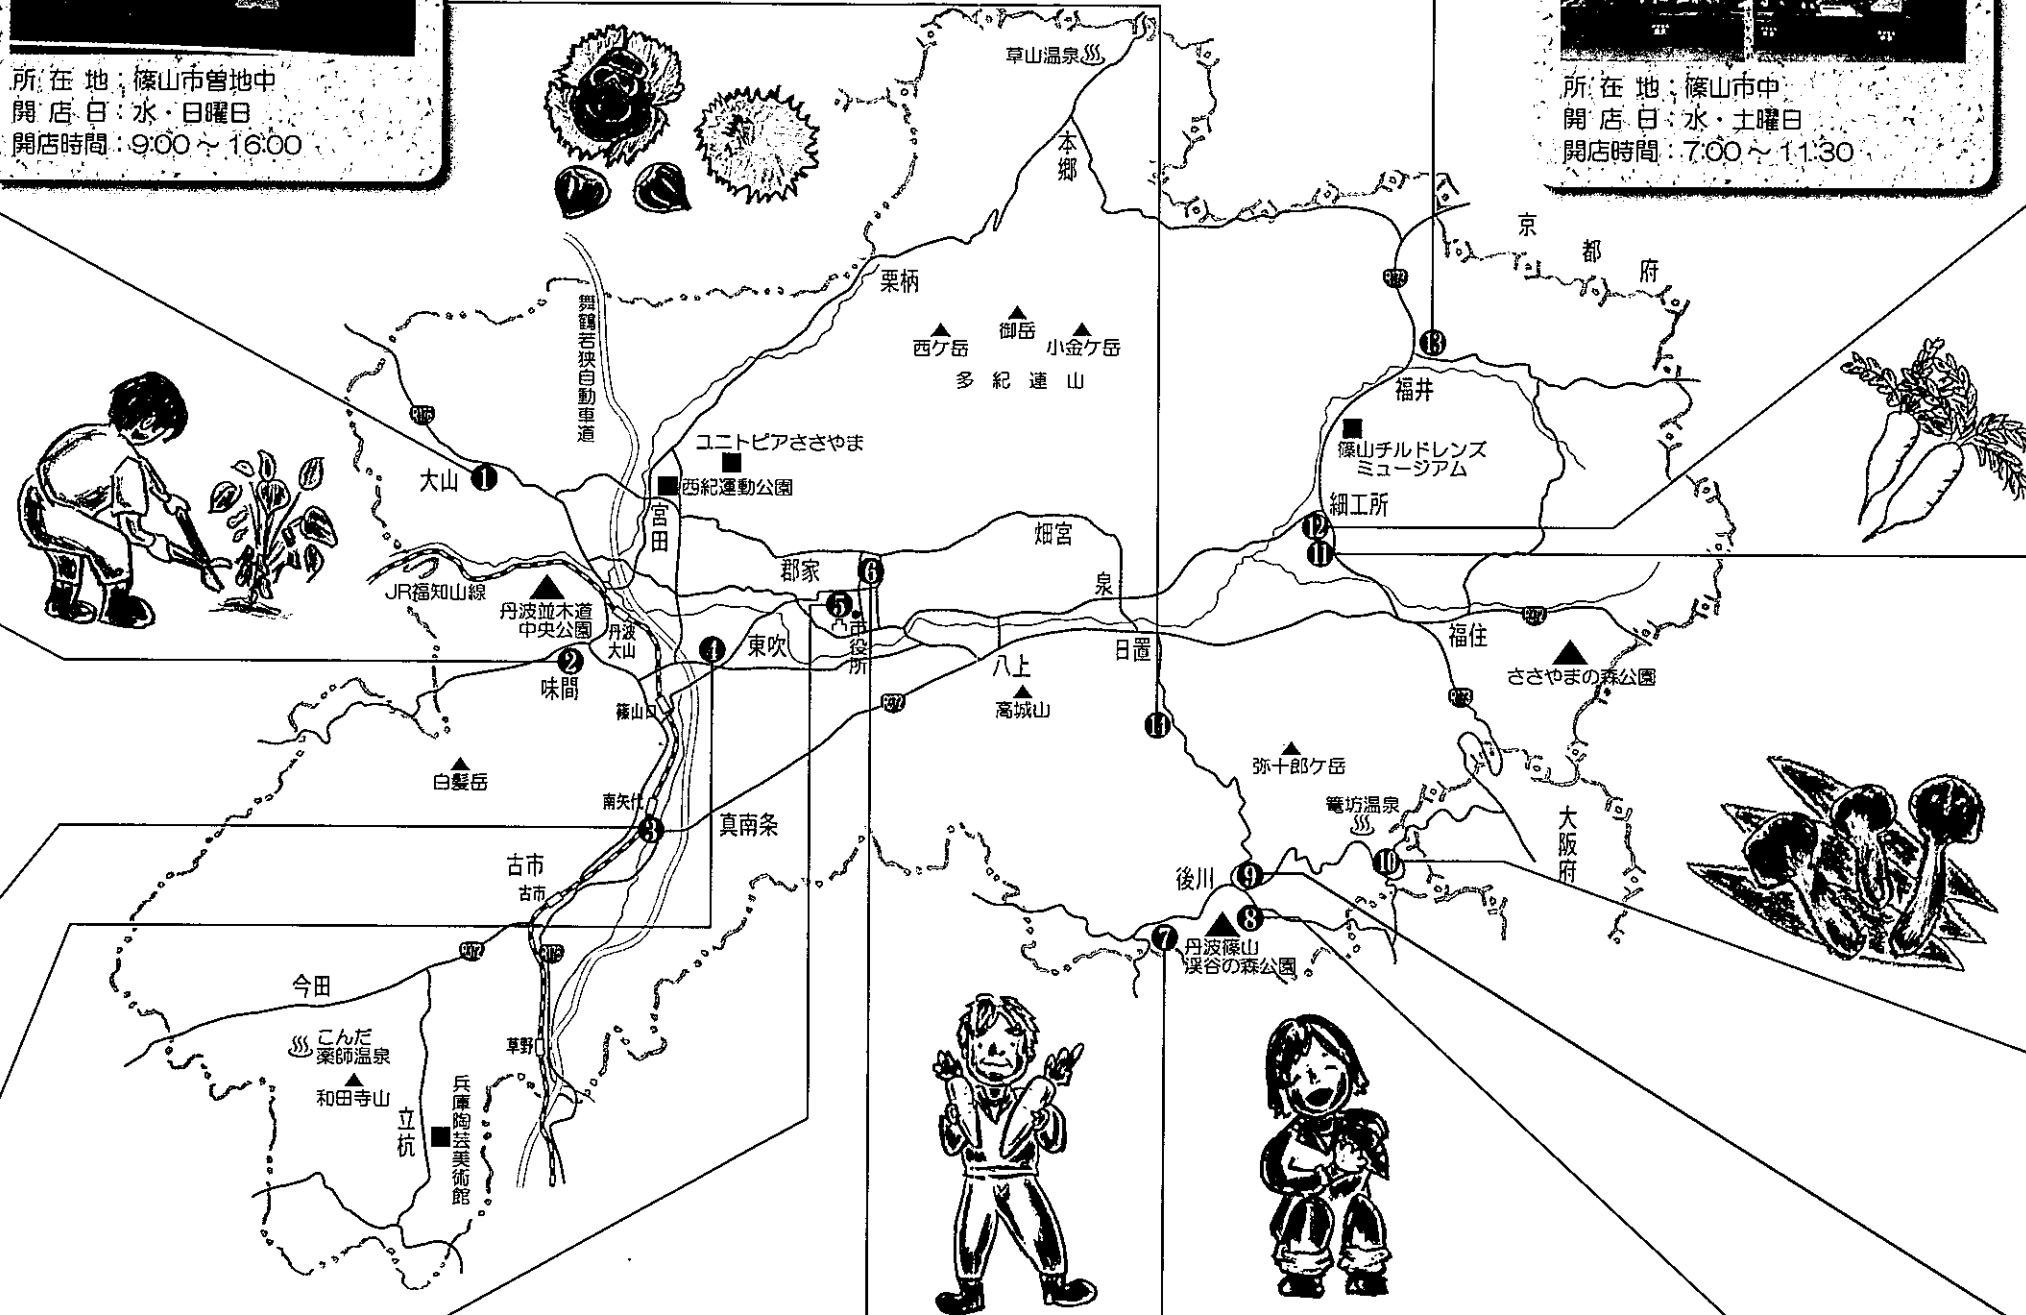 所在地：篠山市曽地中
開店日：水・日曜日
開店時間：9:00～16:00
所在地：篠山市中
開店日：水・土曜日
開店時間：7:00～11:30
草山温泉
本郷
京都府
栗柄
舞鶴若狭自動車道
西ケ岳
御岳
小金ケ岳
多紀連山
⓭
福井
篠山チルドレンズ
ミュージアム
ユニトピアささやま
西紀運動公園
大山
❶
宮田
細工所
⓬
⓫
畑宮
郡家
❻
❺
市役所
泉
JR福知山線
丹波並木道
中央公園
丹波
大山
❹
東吹
八上
日置
福住
ささやまの森公園
❷
味間
篠山口
高城山
⓮
弥十郎ケ岳
白髪岳
南矢代
❸
真南条
籠坊温泉
大阪府
古市
古市
後川
❾
❿
❽
❼
丹波篠山
渓谷の森公園
今田
こんだ
薬師温泉
草野
和田寺山
立杭
兵庫陶芸美術館